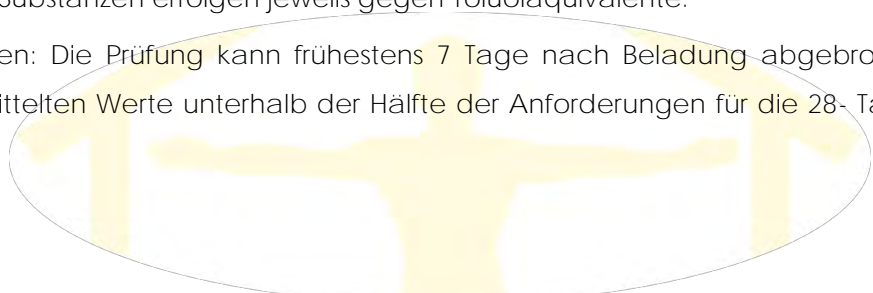 Substanzen erfolgen jeweils gegen Toluoläquivalente.
en: Die Prüfung kann frühestens 7 Tage nach Beladung abgebro
ittelten Werte unterhalb der Hälfte der Anforderungen für die 28- Ta